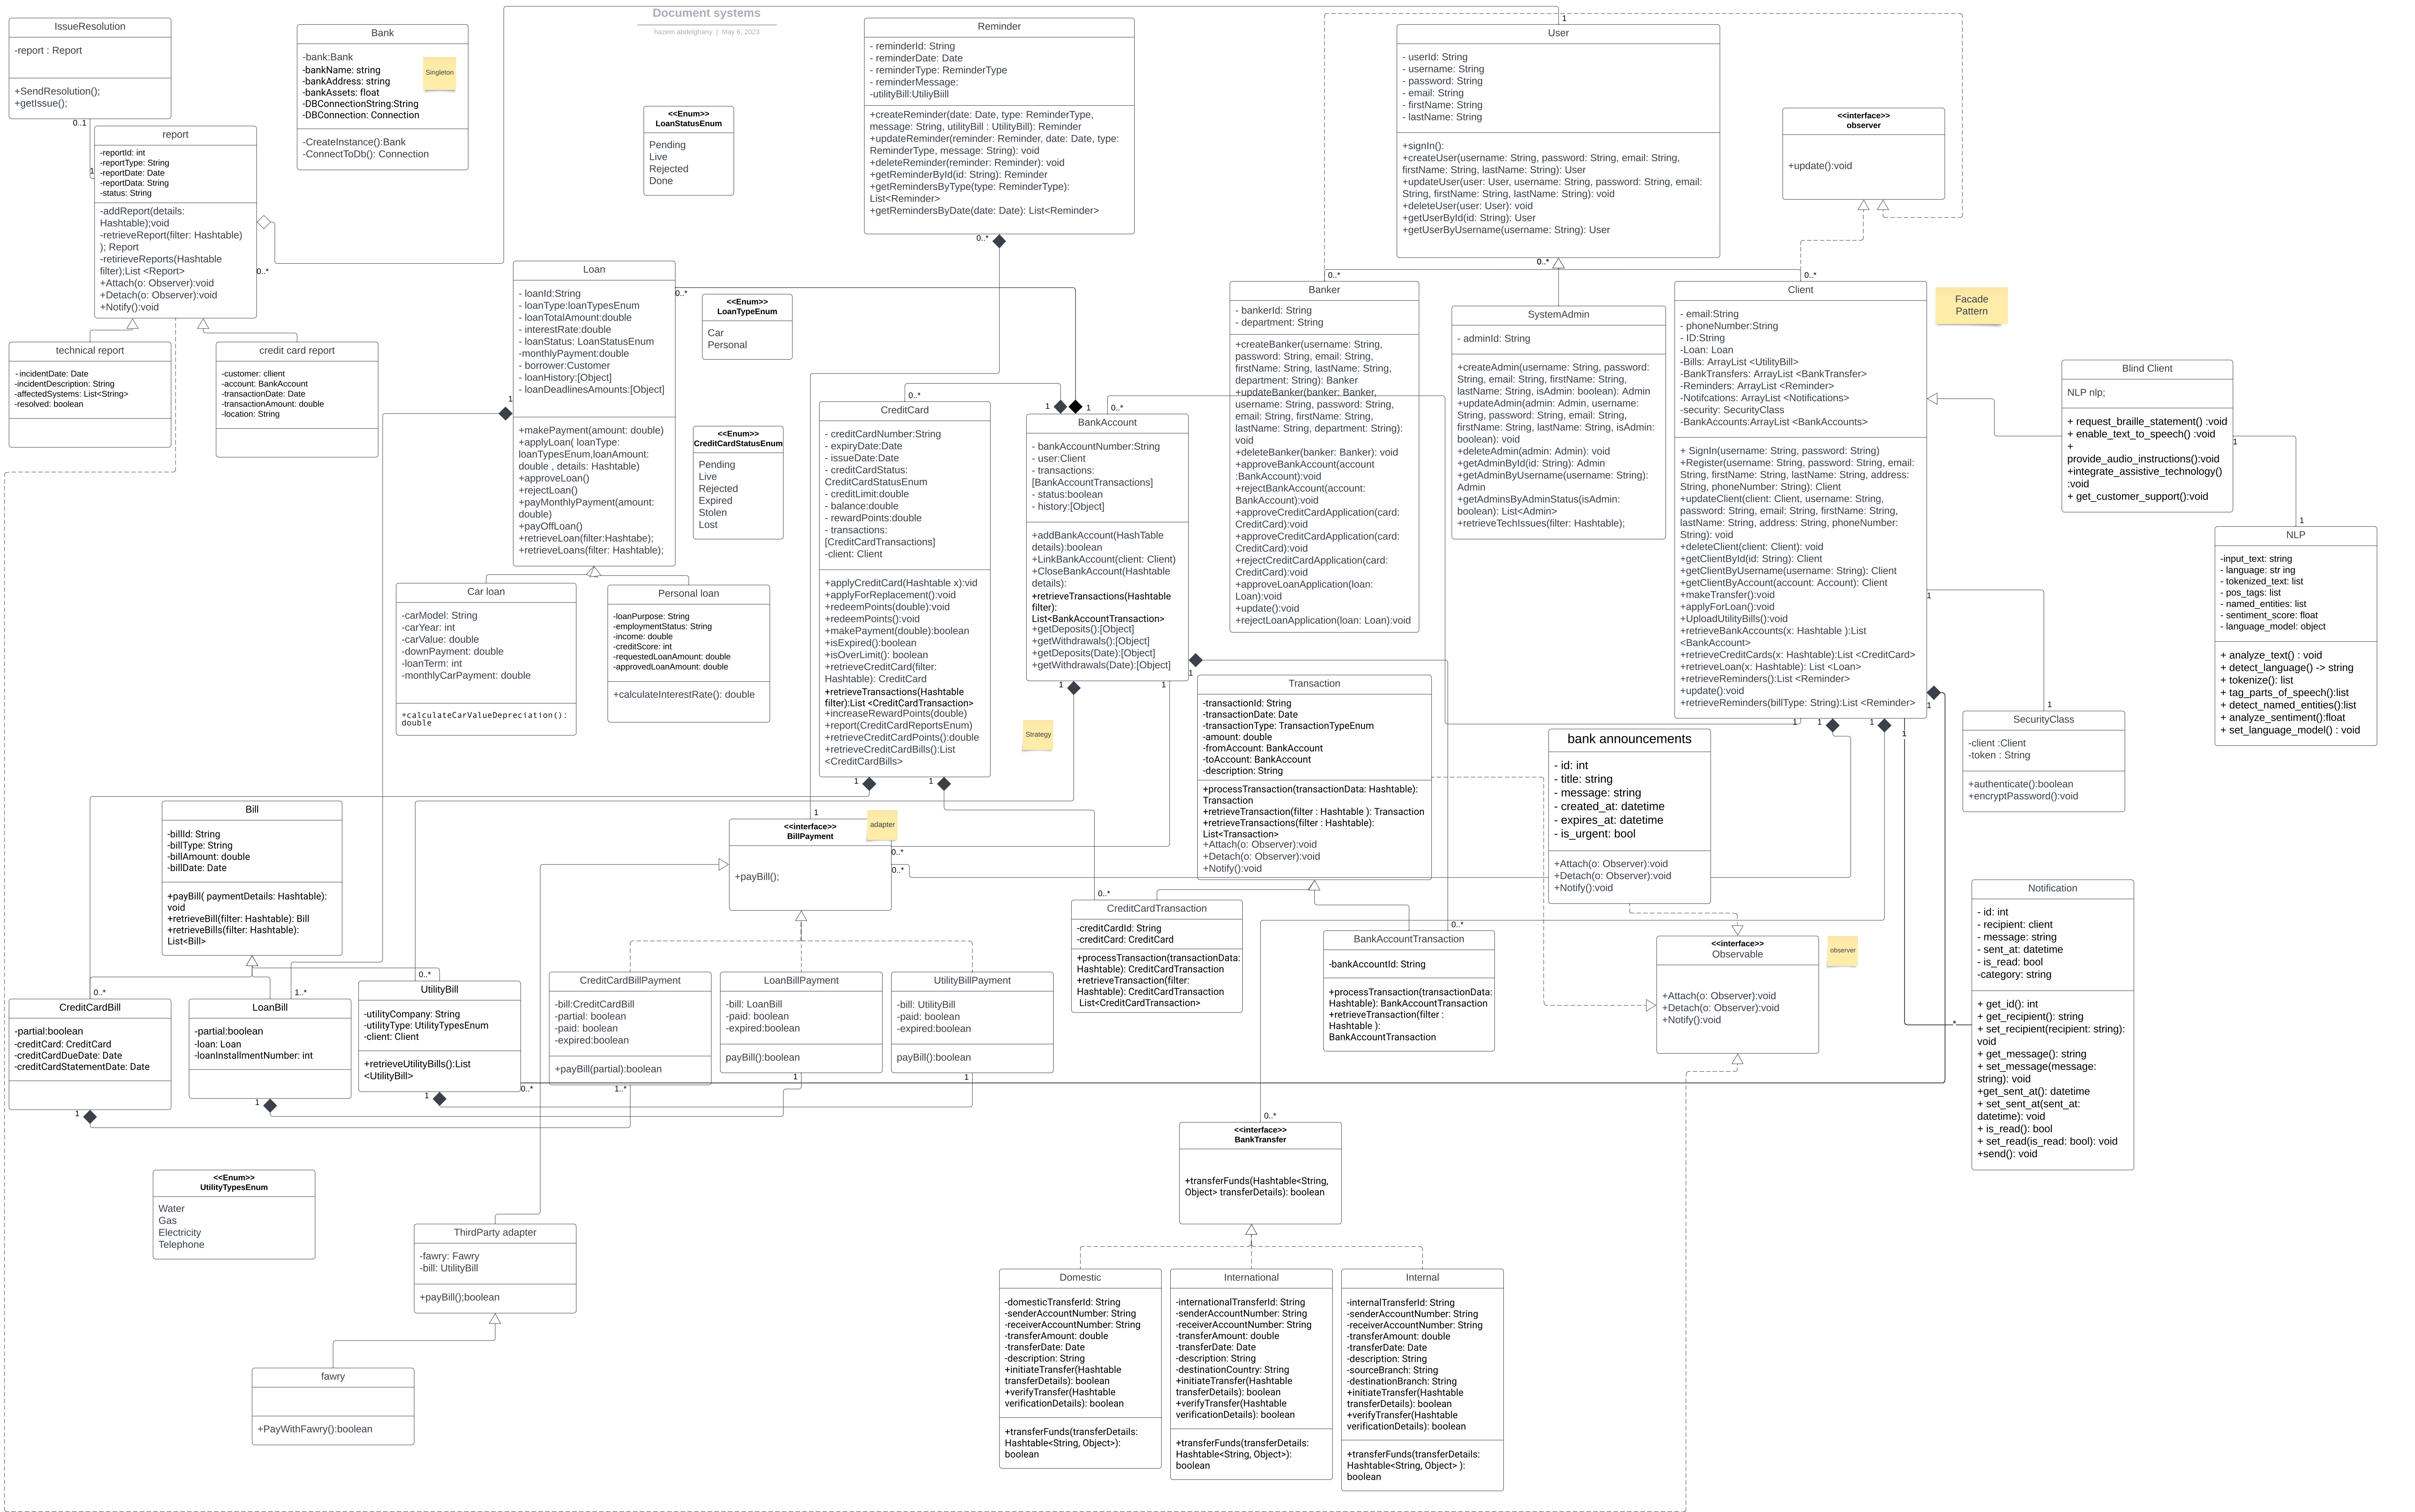 Document systems
hazem abdelghany | May 6, 2023
IssueResolution
-report : Report
+SendResolution();
+getIssue();
0..1
1
Bank
-bank:Bank
-bankName: string
-bankAddress: string
-bankAssets: float
-DBConnectionString:String
-DBConnection: Connection
-CreateInstance():Bank
-ConnectToDb(): Connection
Singleton
report
-reportId: int
-reportType: String
-reportDate: Date
-reportData: String
-status: String
-addReport(details:
Hashtable);void
-retrieveReport(filter: Hashtable)
); Report
-retirieveReports(Hashtable
filter);List <Report>
+Attach(o: Observer):void
+Detach(o: Observer):void
+Notify():void
0..*
technical report
-incidentDate: Date
-incidentDescription: String
-affectedSystems: List<String>
-resolved: boolean
credit card report
-customer: cllient
-account: BankAccount
-transactionDate: Date
-transactionAmount: double
-location: String
<<Enum>>
LoanStatusEnum
Pending
Live
Rejected
Done
Reminder
- reminderId: String
- reminderDate: Date
- reminderType: ReminderType
- reminderMessage:
-utilityBill:UtiliyBiill
+createReminder(date: Date, type: ReminderType,
message: String, utilityBill : UtilityBill): Reminder
+updateReminder(reminder: Reminder, date: Date, type:
ReminderType, message: String): void
+deleteReminder(reminder: Reminder): void
+getReminderById(id: String): Reminder
+getRemindersByType(type: ReminderType):
List<Reminder>
+getRemindersByDate(date: Date): List<Reminder>
0..*
1
User
- userId: String
- username: String
- password: String
- email: String
- firstName: String
- lastName: String
+signIn():
+createUser(username: String, password: String, email: String,
firstName: String, lastName: String): User
+updateUser(user: User, username: String, password: String, email:
String, firstName: String, lastName: String): void
+deleteUser(user: User): void
+getUserById(id: String): User
+getUserByUsername(username: String): User
0..*
<<interface>>
observer
+update():void
Loan
- loanId:String
- loanType:loanTypesEnum
- loanTotalAmount:double
- interestRate:double
- loanStatus: LoanStatusEnum
-monthlyPayment:double
- borrower:Customer
- loanHistory:[Object]
- loanDeadlinesAmounts:[Object]
+makePayment(amount: double)
+applyLoan( loanType:
loanTypesEnum,loanAmount:
double , details: Hashtable)
+approveLoan()
+rejectLoan()
+payMonthlyPayment(amount:
double)
+payOffLoan()
+retrieveLoan(filter:Hashtabe);
+retrieveLoans(filter: Hashtable);
0..*
1
<<Enum>>
LoanTypeEnum
Car
Personal
<<Enum>>
CreditCardStatusEnum
Pending
Live
Rejected
Expired
Stolen
Lost
Car loan
-carModel: String
-carYear: int
-carValue: double
-downPayment: double
-loanTerm: int
-monthlyCarPayment: double
+calculateCarValueDepreciation():
double
Personal loan
-loanPurpose: String
-employmentStatus: String
-income: double
-creditScore: int
-requestedLoanAmount: double
-approvedLoanAmount: double
+calculateInterestRate(): double
0..*
CreditCard
- creditCardNumber:String
- expiryDate:Date
- issueDate:Date
- creditCardStatus:
CreditCardStatusEnum
- creditLimit:double
- balance:double
- rewardPoints:double
- transactions:
[CreditCardTransactions]
-client: Client
+applyCreditCard(Hashtable x):vid
+applyForReplacement():void
+redeemPoints(double):void
+redeemPoints():void
+makePayment(double):boolean
+isExpired():boolean
+isOverLimit(): boolean
+retrieveCreditCard(filter:
Hashtable): CreditCard
+retrieveTransactions(Hashtable
filter):List <CreditCardTransaction>
+increaseRewardPoints(double)
+report(CreditCardReportsEnum)
+retrieveCreditCardPoints():double
+retrieveCreditCardBills():List
<CreditCardBills>
1
1
1
1
0..*
BankAccount
- bankAccountNumber:String
- user:Client
- transactions:
[BankAccountTransactions]
- status:boolean
- history:[Object]
+addBankAccount(HashTable
details):boolean
+LinkBankAccount(client: Client)
+CloseBankAccount(Hashtable
details):
+retrieveTransactions(Hashtable
filter):
List<BankAccountTransaction>
+getDeposits():[Object]
+getWithdrawals():[Object]
+getDeposits(Date):[Object]
+getWithdrawals(Date):[Object]
1
1
1
Strategy
0..*
Banker
- bankerId: String
- department: String
+createBanker(username: String,
password: String, email: String,
firstName: String, lastName: String,
department: String): Banker
+updateBanker(banker: Banker,
username: String, password: String,
email: String, firstName: String,
lastName: String, department: String):
void
+deleteBanker(banker: Banker): void
+approveBankAccount(account
:BankAccount):void
+rejectBankAccount(account:
BankAccount):void
+approveCreditCardApplication(card:
CreditCard):void
+approveCreditCardApplication(card:
CreditCard):void
+rejectCreditCardApplication(card:
CreditCard):void
+approveLoanApplication(loan:
Loan):void
+update():void
+rejectLoanApplication(loan: Loan):void
SystemAdmin
- adminId: String
+createAdmin(username: String, password:
String, email: String, firstName: String,
lastName: String, isAdmin: boolean): Admin
+updateAdmin(admin: Admin, username:
String, password: String, email: String,
firstName: String, lastName: String, isAdmin:
boolean): void
+deleteAdmin(admin: Admin): void
+getAdminById(id: String): Admin
+getAdminByUsername(username: String):
Admin
+getAdminsByAdminStatus(isAdmin:
boolean): List<Admin>
+retrieveTechIssues(filter: Hashtable);
0..*
Client
- email:String
- phoneNumber:String
- ID:String
-Loan: Loan
-Bills: ArrayList <UtilityBill>
-BankTransfers: ArrayList <BankTransfer>
-Reminders: ArrayList <Reminder>
-Notifcations: ArrayList <Notifications>
-security: SecurityClass
-BankAccounts:ArrayList <BankAccounts>
+ SignIn(username: String, password: String)
+Register(username: String, password: String, email:
String, firstName: String, lastName: String, address:
String, phoneNumber: String): Client
+updateClient(client: Client, username: String,
password: String, email: String, firstName: String,
lastName: String, address: String, phoneNumber:
String): void
+deleteClient(client: Client): void
+getClientById(id: String): Client
+getClientByUsername(username: String): Client
+getClientByAccount(account: Account): Client
+makeTransfer():void
+applyForLoan():void
+UploadUtilityBills():void
+retrieveBankAccounts(x: Hashtable ):List
<BankAccount>
+retrieveCreditCards(x: Hashtable):List <CreditCard>
+retrieveLoan(x: Hashtable): List <Loan>
+retrieveReminders():List <Reminder>
+update():void
+retrieveReminders(billType: String):List <Reminder>
1
1
1
1
1
1
Facade
Pattern
Blind Client
NLP nlp;
+ request_braille_statement() :void
+ enable_text_to_speech() :void
+
provide_audio_instructions():void
+integrate_assistive_technology()
:void
+ get_customer_support():void
1
1
NLP
-input_text: string
- language: str ing
- tokenized_text: list
- pos_tags: list
- named_entities: list
- sentiment_score: float
- language_model: object
+ analyze_text() : void
+ detect_language() -> string
+ tokenize(): list
+ tag_parts_of_speech():list
+ detect_named_entities():list
+ analyze_sentiment():float
+ set_language_model() : void
1
SecurityClass
-client :Client
-token : String
+authenticate():boolean
+encryptPassword():void
Transaction
-transactionId: String
-transactionDate: Date
-transactionType: TransactionTypeEnum
-amount: double
-fromAccount: BankAccount
-toAccount: BankAccount
-description: String
+processTransaction(transactionData: Hashtable):
Transaction
+retrieveTransaction(filter : Hashtable ): Transaction
+retrieveTransactions(filter : Hashtable):
List<Transaction>
+Attach(o: Observer):void
+Detach(o: Observer):void
+Notify():void
bank announcements
- id: int
- title: string
- message: string
- created_at: datetime
- expires_at: datetime
- is_urgent: bool
+Attach(o: Observer):void
+Detach(o: Observer):void
+Notify():void
Bill
-billId: String
-billType: String
-billAmount: double
-billDate: Date
+payBill( paymentDetails: Hashtable):
void
+retrieveBill(filter: Hashtable): Bill
+retrieveBills(filter: Hashtable):
List<Bill>
1
<<interface>>
BillPayment
+payBill();
adapter
0..*
0..*
0..*
CreditCardTransaction
-creditCardId: String
-creditCard: CreditCard
+processTransaction(transactionData:
Hashtable): CreditCardTransaction
+retrieveTransaction(filter:
Hashtable): CreditCardTransaction
List<CreditCardTransaction>
0..*
BankAccountTransaction
-bankAccountId: String
+processTransaction(transactionData:
Hashtable): BankAccountTransaction
+retrieveTransaction(filter :
Hashtable ):
BankAccountTransaction
<<interface>>
Observable
+Attach(o: Observer):void
+Detach(o: Observer):void
+Notify():void
observer
Notification
- id: int
- recipient: client
- message: string
- sent_at: datetime
- is_read: bool
-category: string
+ get_id(): int
+ get_recipient(): string
+ set_recipient(recipient: string):
void
+ get_message(): string
+ set_message(message:
string): void
+get_sent_at(): datetime
+ set_sent_at(sent_at:
datetime): void
+ is_read(): bool
+ set_read(is_read: bool): void
+send(): void
*
0..*
CreditCardBill
-partial:boolean
-creditCard: CreditCard
-creditCardDueDate: Date
-creditCardStatementDate: Date
1
1..*
LoanBill
-partial:boolean
-loan: Loan
-loanInstallmentNumber: int
1
0..*
UtilityBill
-utilityCompany: String
-utilityType: UtilityTypesEnum
-client: Client
+retrieveUtilityBills():List
<UtilityBill>
1
0..*
CreditCardBillPayment
-bill:CreditCardBill
-partial: boolean
-paid: boolean
-expired:boolean
+payBill(partial):boolean
1..*
LoanBillPayment
-bill: LoanBill
-paid: boolean
-expired:boolean
payBill():boolean
1
UtilityBillPayment
-bill: UtilityBill
-paid: boolean
-expired:boolean
payBill():boolean
1
0..*
<<interface>>
BankTransfer
+transferFunds(Hashtable<String,
Object> transferDetails): boolean
<<Enum>>
UtilityTypesEnum
Water
Gas
Electricity
Telephone
ThirdParty adapter
-fawry: Fawry
-bill: UtilityBill
+payBill();boolean
fawry
+PayWithFawry():boolean
Domestic
-domesticTransferId: String
-senderAccountNumber: String
-receiverAccountNumber: String
-transferAmount: double
-transferDate: Date
-description: String
+initiateTransfer(Hashtable
transferDetails): boolean
+verifyTransfer(Hashtable
verificationDetails): boolean
+transferFunds(transferDetails:
Hashtable<String, Object>):
boolean
International
-internationalTransferId: String
-senderAccountNumber: String
-receiverAccountNumber: String
-transferAmount: double
-transferDate: Date
-description: String
-destinationCountry: String
+initiateTransfer(Hashtable
transferDetails): boolean
+verifyTransfer(Hashtable
verificationDetails): boolean
+transferFunds(transferDetails:
Hashtable<String, Object>):
boolean
Internal
-internalTransferId: String
-senderAccountNumber: String
-receiverAccountNumber: String
-transferAmount: double
-transferDate: Date
-description: String
-sourceBranch: String
-destinationBranch: String
+initiateTransfer(Hashtable
transferDetails): boolean
+verifyTransfer(Hashtable
verificationDetails): boolean
+transferFunds(transferDetails:
Hashtable<String, Object> ):
boolean